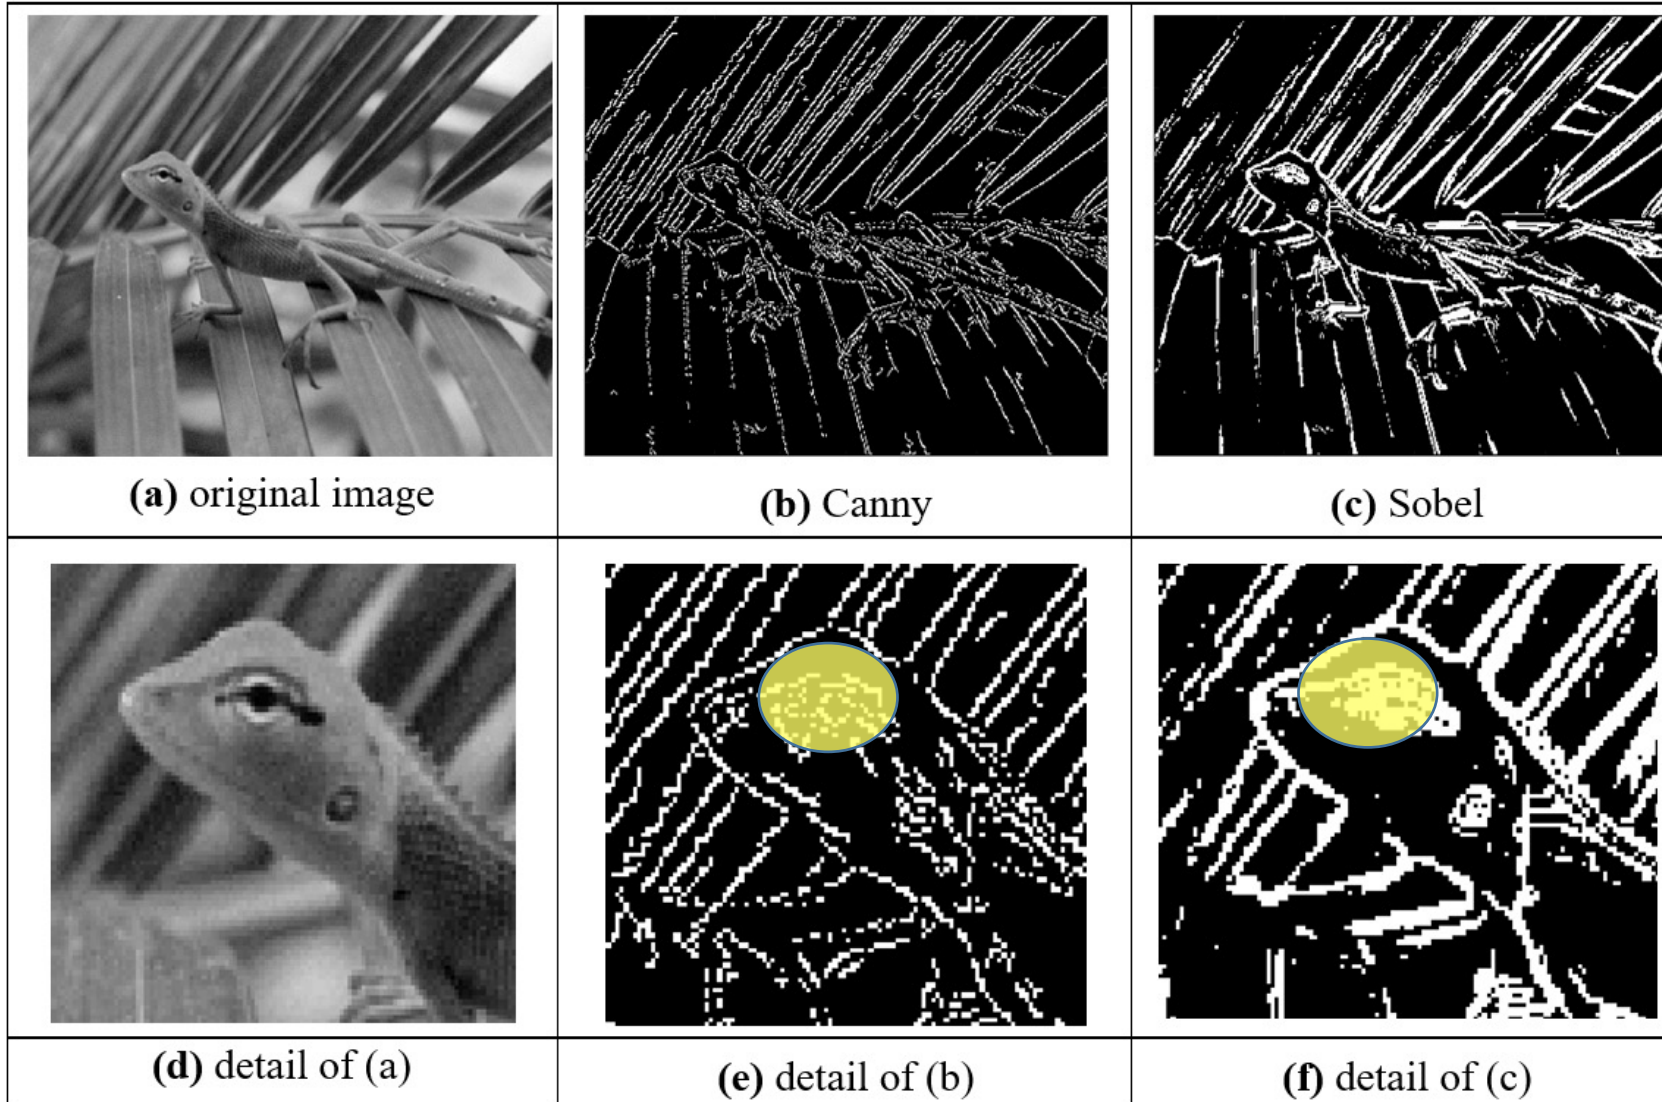 (a) original image
(b) Canny
(c) Sobel
(d) detail of (a)
(e) detail of (b)
(f) detail of (c)